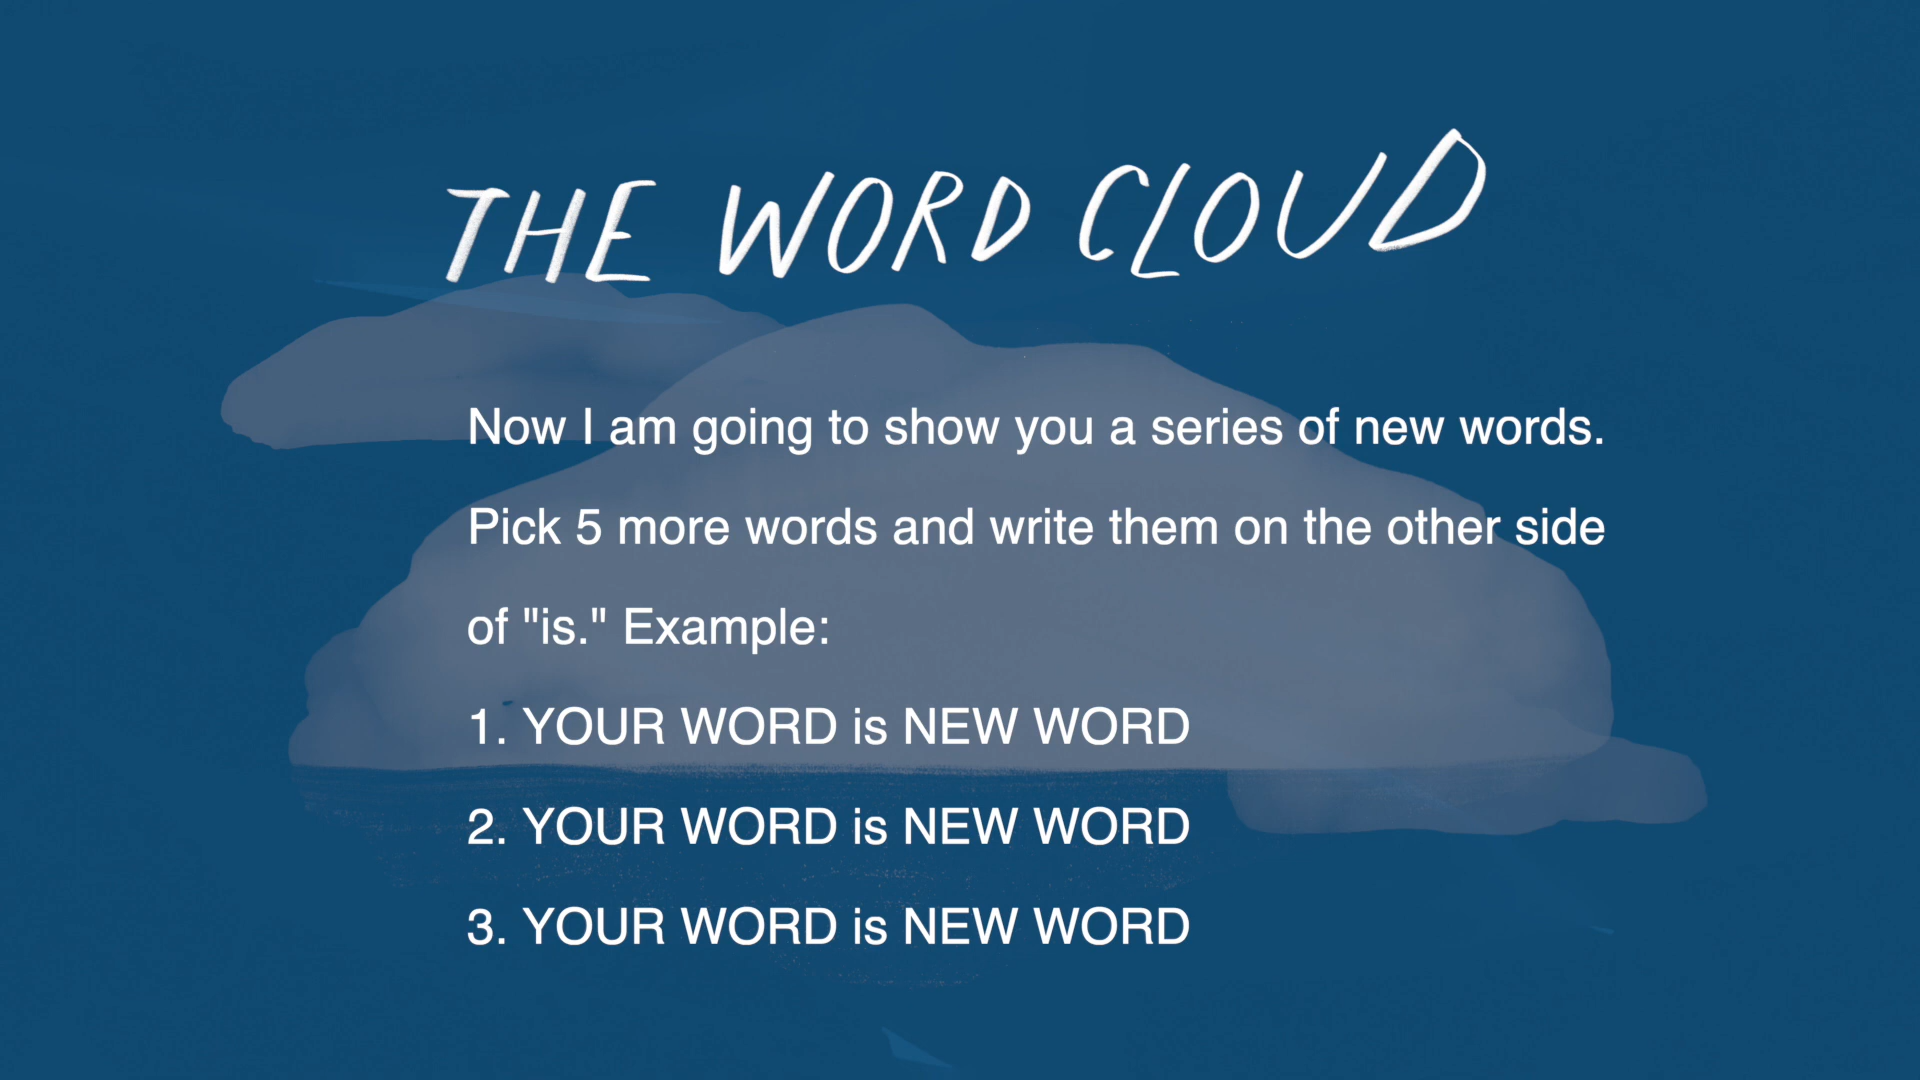 THE WORD CLOUD
Now I am going to show you a series of new words.
Pick 5 more words and write them on the other side
of "is." Example:
1. YOUR WORD is NEW WORD
2. YOUR WORD is NEW WORD
3. YOUR WORD is NEW WORD